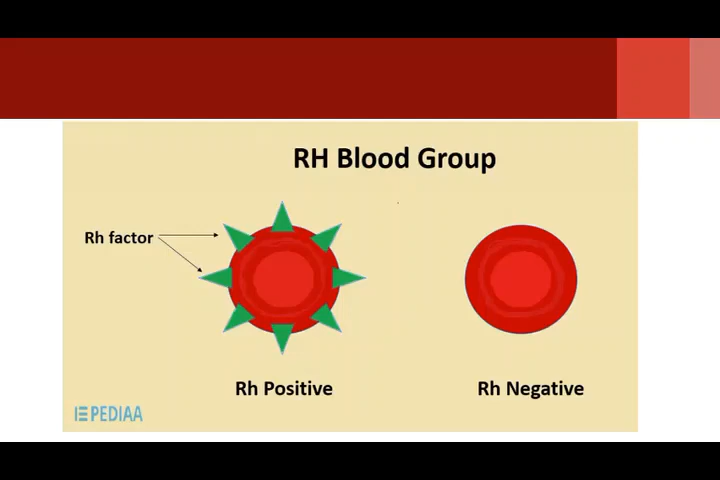 RH Blood Group
Rh factor
Rh Positive
Rh Negative
PEDIAA